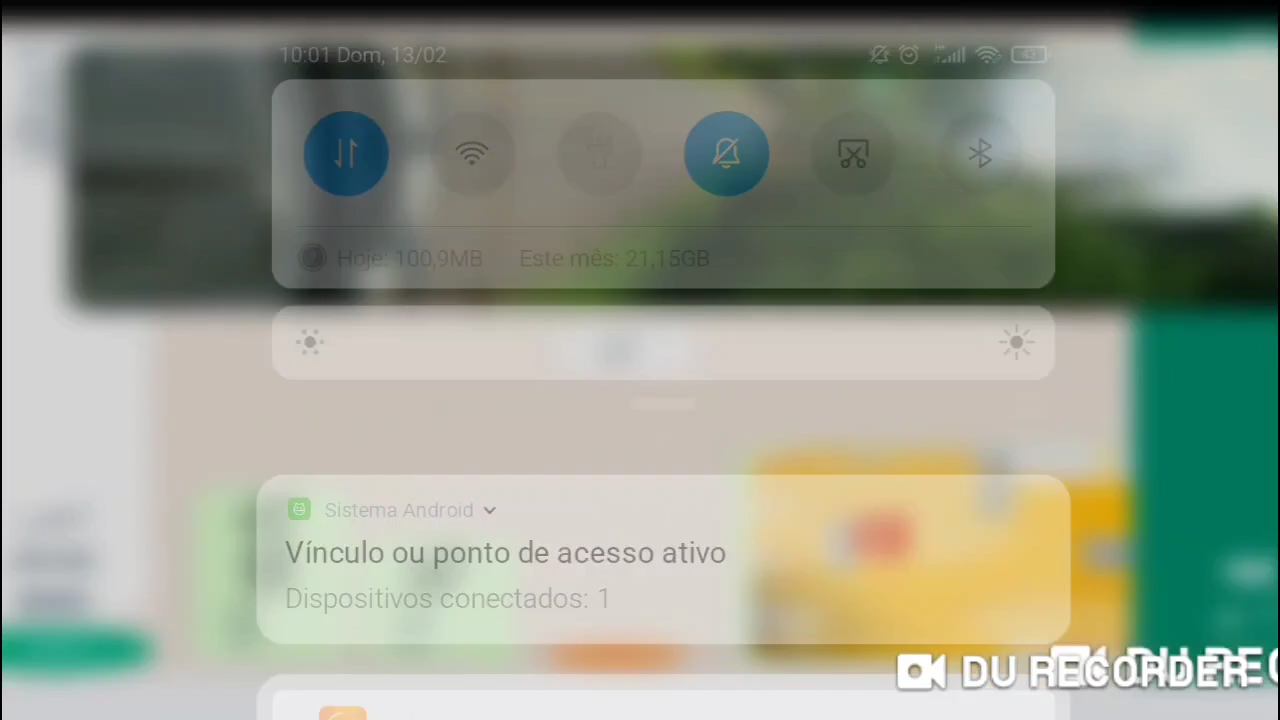 10:01 Dom, 13/02
Hoje: 100,9MB Este mês: 21,15GB
Sistema Android
Vínculo ou ponto de acesso ativo
Dispositivos conectados: 1
DU RECORDER